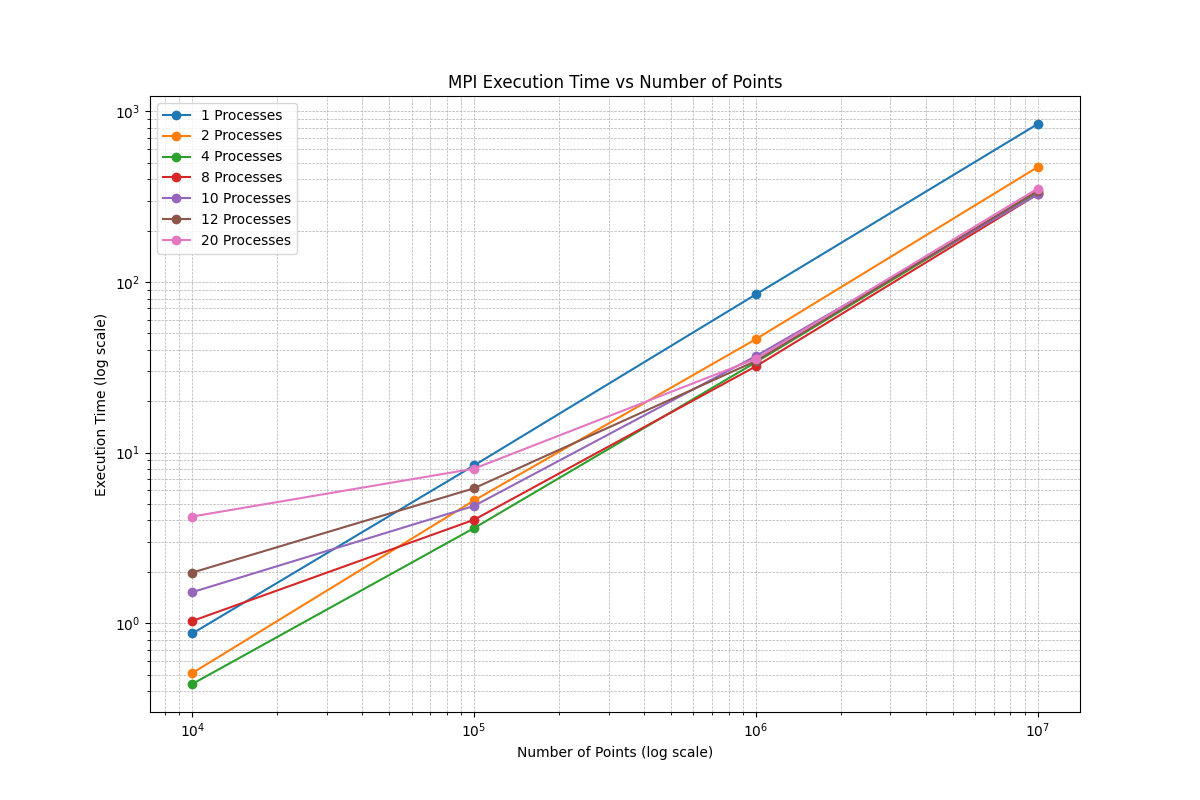 MPI Execution Time vs Number of Points
1 Processes
2 Processes
4 Processes
8 Processes
10 Processes
12 Processes
20 Processes
Execution Time (log scale)
10³
10²
10¹
10⁰
10⁴ 10⁵ 10⁶ 10⁷
Number of Points (log scale)